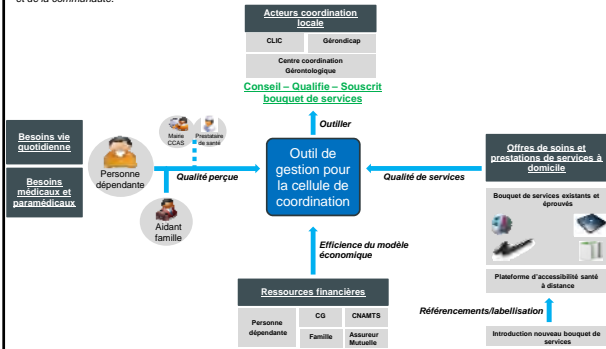 et de la communauté.
Acteurs coordination
locale
CLIC
Gérondicap
Centre coordination
Gérontologique
Conseil – Qualifie – Souscrit
bouquet de services
Outiller
Besoins vie
quotidienne
Besoins
médicaux et
paramédicaux
Personne
dépendante
Mairie
CCAS
Prestataire
de santé
Qualité perçue
Aidant
famille
Outil de
gestion pour
la cellule de
coordination
Qualité de services
Offres de soins et
prestations de services à
domicile
Bouquet de services existants et
éprouvés
Plateforme d'accessibilité santé
à distance
Référencements/labellisation
Introduction nouveau bouquet de
services
Efficience du modèle
économique
Ressources financières
Personne
dépendante
CG
CNAMTS
Famille
Assureur
Mutuelle